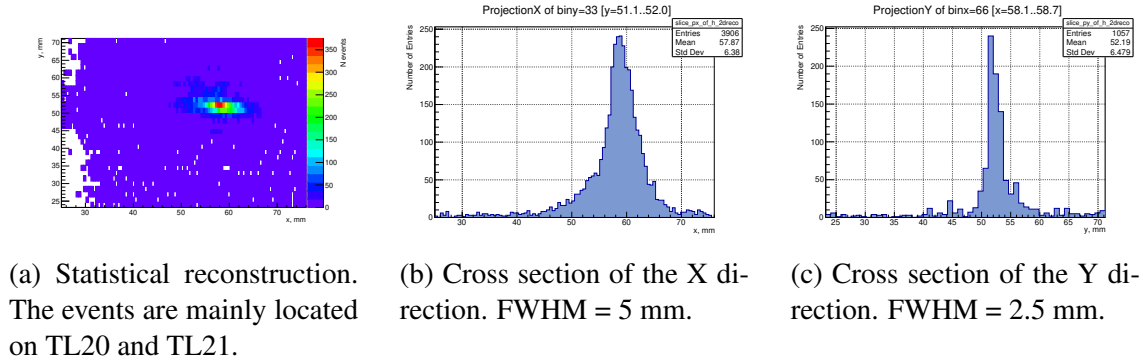 y, mm
70
65
60
55
50
45
40
35
30
25
30
40
50
60
70
x, mm
350
300
250
200
150
100
50
0
N events
ProjectionX of biny=33 [y=51.1..52.0]
slice_px_of_h_2dreco
Entries 3906
Mean 57.87
Std Dev 6.38
Number of Entries
250
200
150
100
50
0
30
40
50
60
70
x, mm
ProjectionY of binx=66 [x=58.1..58.7]
slice_py_of_h_2dreco
Entries 1057
Mean 52.19
Std Dev 6.479
Number of Entries
250
200
150
100
50
0
25 30 35 40 45 50 55 60 65 70
y, mm
(a) Statistical reconstruction.
The events are mainly located
on TL20 and TL21.
(b) Cross section of the X di-
rection. FWHM = 5 mm.
(c) Cross section of the Y di-
rection. FWHM = 2.5 mm.